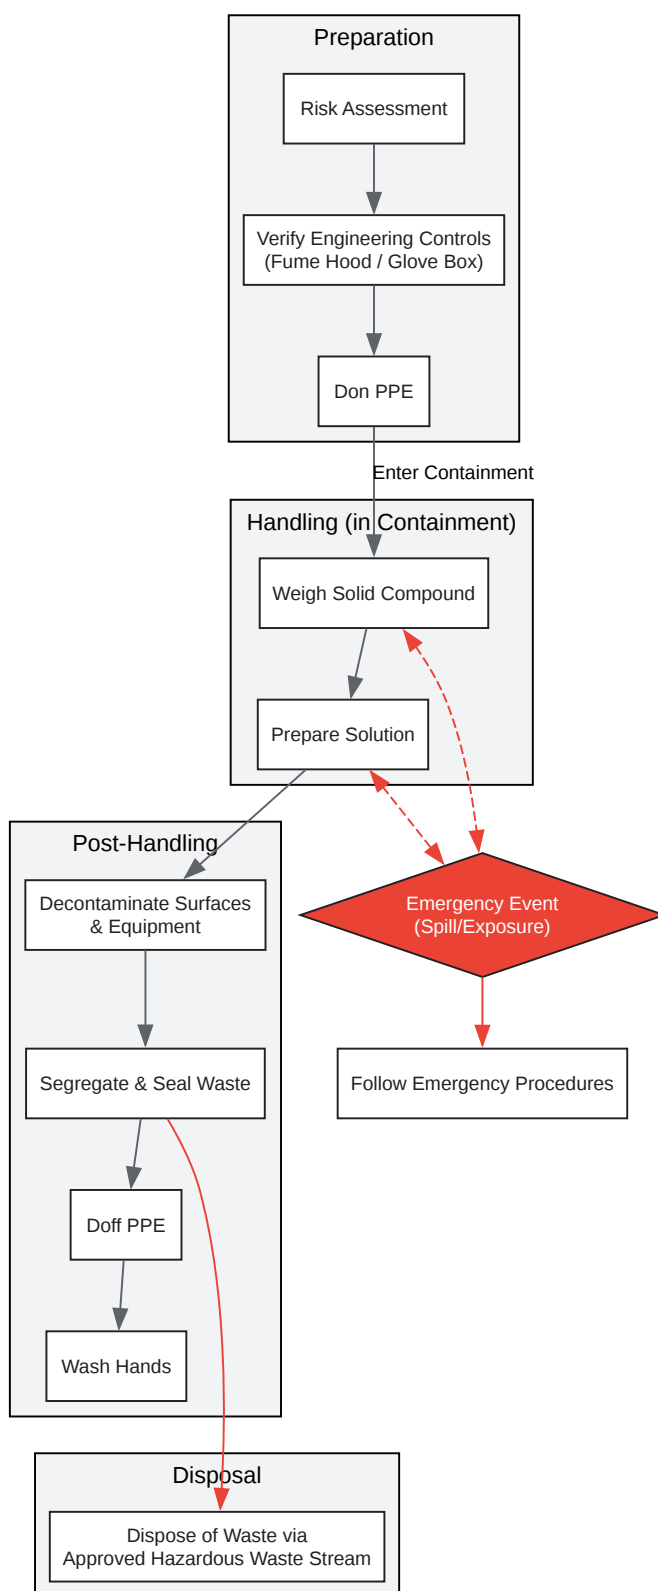 Preparation
Risk Assessment
Verify Engineering Controls
(Fume Hood / Glove Box)
Don PPE
Enter Containment
Handling (in Containment)
Weigh Solid Compound
Prepare Solution
Post-Handling
Decontaminate Surfaces
& Equipment
Emergency Event
(Spill/Exposure)
Segregate & Seal Waste
Follow Emergency Procedures
Doff PPE
Wash Hands
Disposal
Dispose of Waste via
Approved Hazardous Waste Stream